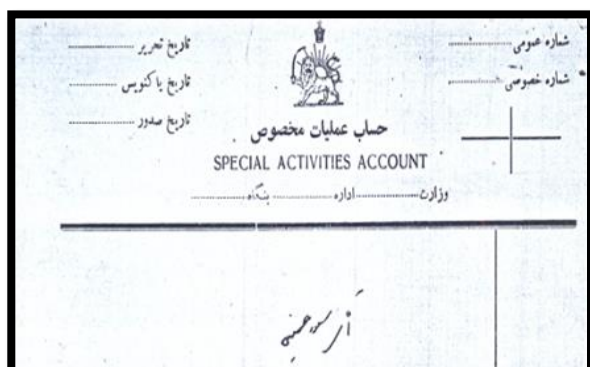 شماره عمومی ........................ تاریخ تحریر ........................
شماره خصوصی ........................ تاریخ پاکنویس ........................
تاریخ صدور ........................
حساب عملیات مخصوص
SPECIAL ACTIVITIES ACCOUNT
وزارت ................ اداره ................ بنگاه ................